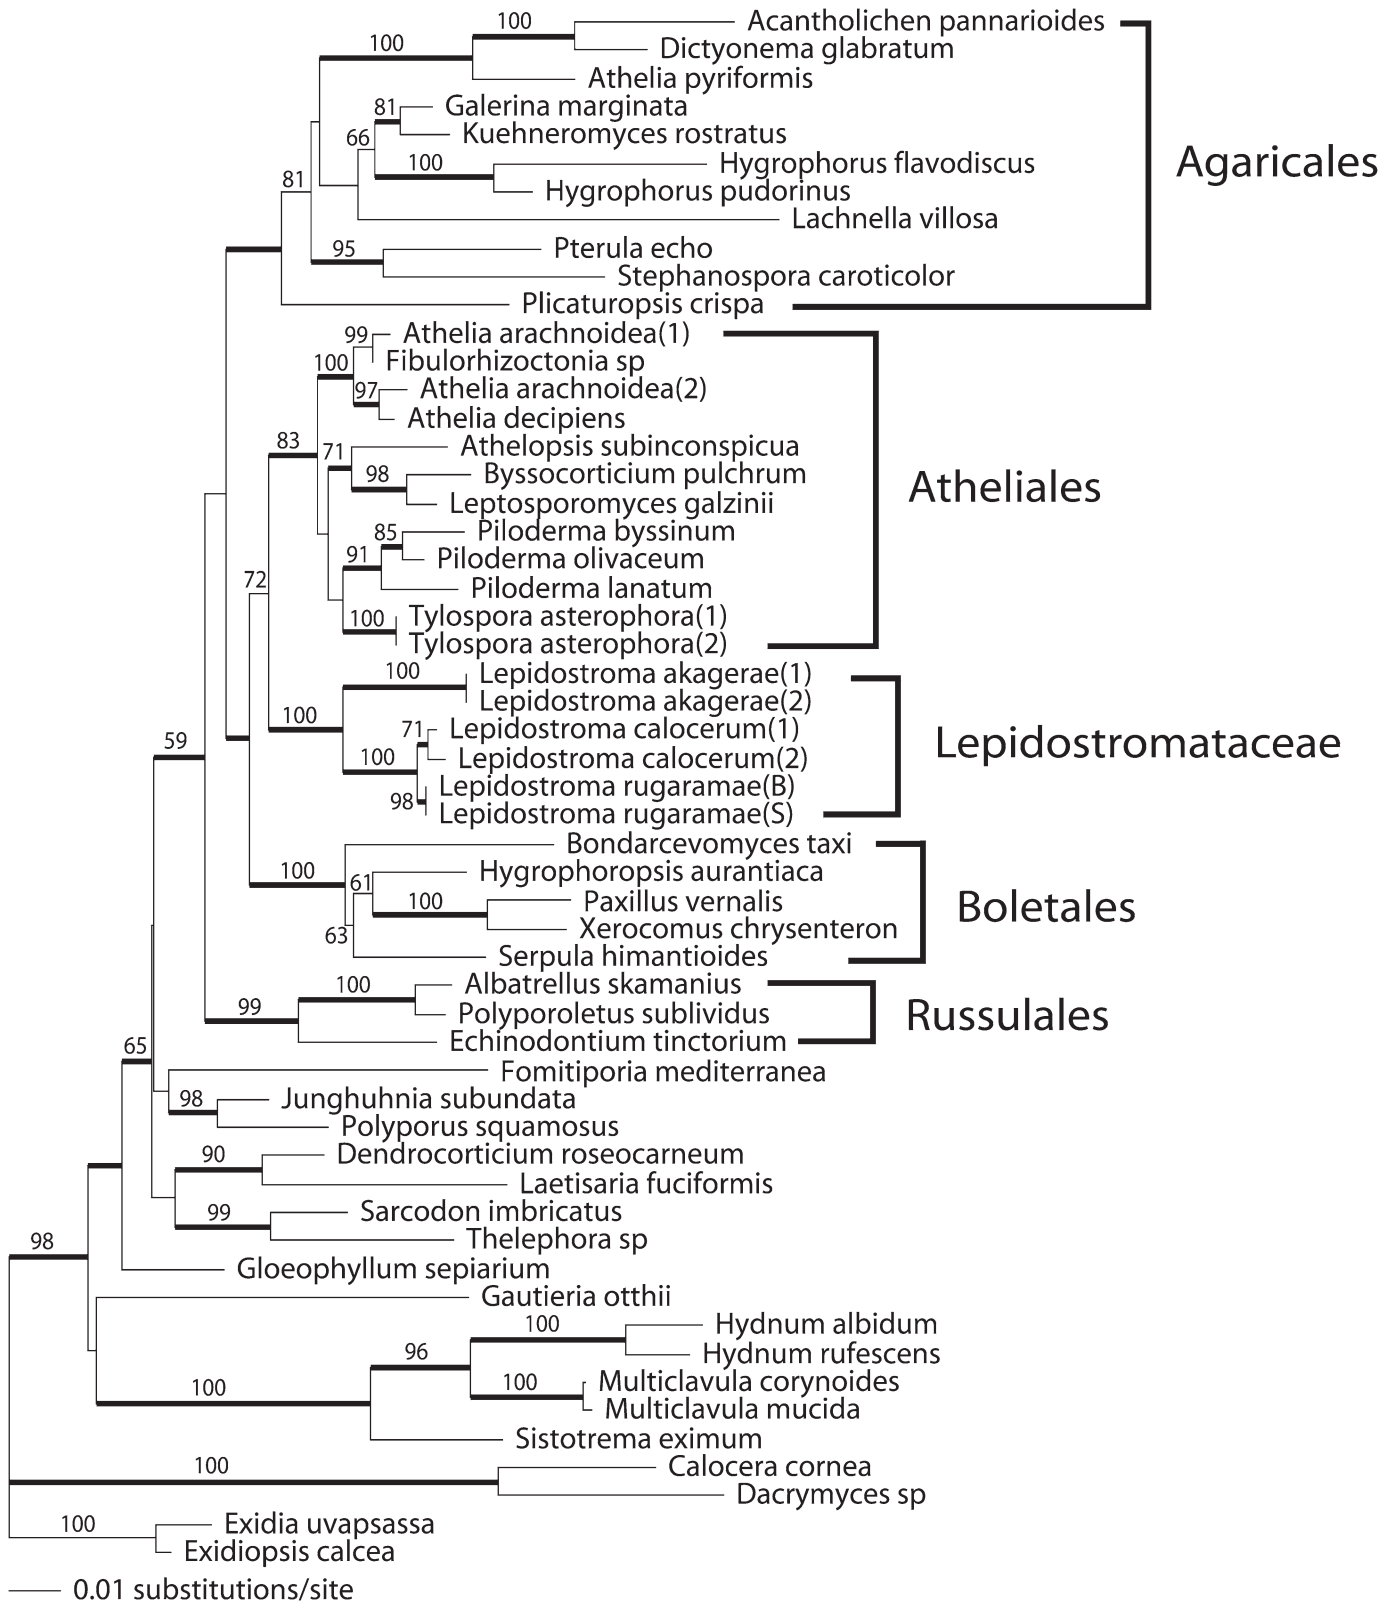 100
Acantholichen pannarioides
100
Dictyonema glabratum
Athelia pyriformis
81
Galerina marginata
66
Kuehneromyces rostratus
100
Hygrophorus flavodiscus
Agaricales
81
Hygrophorus pudorinus
Lachnella villosa
95
Pterula echo
Stephanospora caroticolor
Plicaturopsis crispa
99
Athelia arachnoidea(1)
100
Fibulorhizoctonia sp
97
Athelia arachnoidea(2)
Athelia decipiens
83
71
Athelopsis subinconspicua
98
Byssocorticium pulchrum
Atheliales
Leptosporomyces galzinii
85
Piloderma byssinum
91
Piloderma olivaceum
72
Piloderma lanatum
100
Tylospora asterophora(1)
Tylospora asterophora(2)
100
Lepidostroma akagerae(1)
Lepidostroma akagerae(2)
100
71
Lepidostroma calocerum(1)
59
100
Lepidostroma calocerum(2)
Lepidostromataceae
98
Lepidostroma rugaramae(B)
Lepidostroma rugaramae(S)
Bondarcevomyces taxi
100
61
Hygrophoropsis aurantiaca
100
Paxillus vernalis
Boletales
63
Xerocomus chrysenteron
Serpula himantioides
100
Albatrellus skamanius
99
Polyporoletus sublividus
Russulales
Echinodontium tinctorium
65
Fomitiporia mediterranea
98
Junghuhnia subundata
Polyporus squamosus
90
Dendrocorticium roseocarneum
Laetisaria fuciformis
99
Sarcodon imbricatus
Thelephora sp
98
Gloeophyllum sepiarium
Gautieria otthii
100
Hydnum albidum
96
Hydnum rufescens
100
100
Multiclavula corynoides
Multiclavula mucida
Sistotrema eximum
100
Calocera cornea
Dacrymyces sp
100
Exidia uvapsassa
Exidiopsis calcea
0.01 substitutions/site